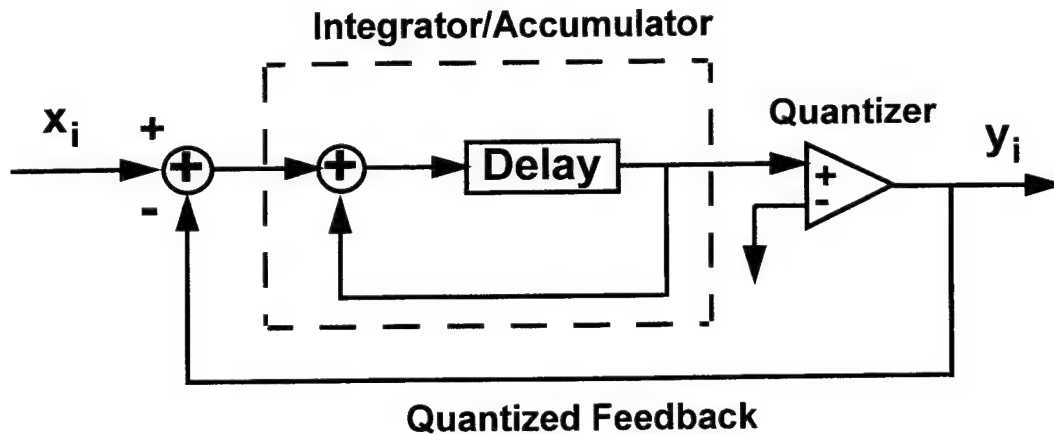 Integrator/Accumulator
Quantizer
x i
+
-
+
+
Delay
+
-
y i
Quantized Feedback